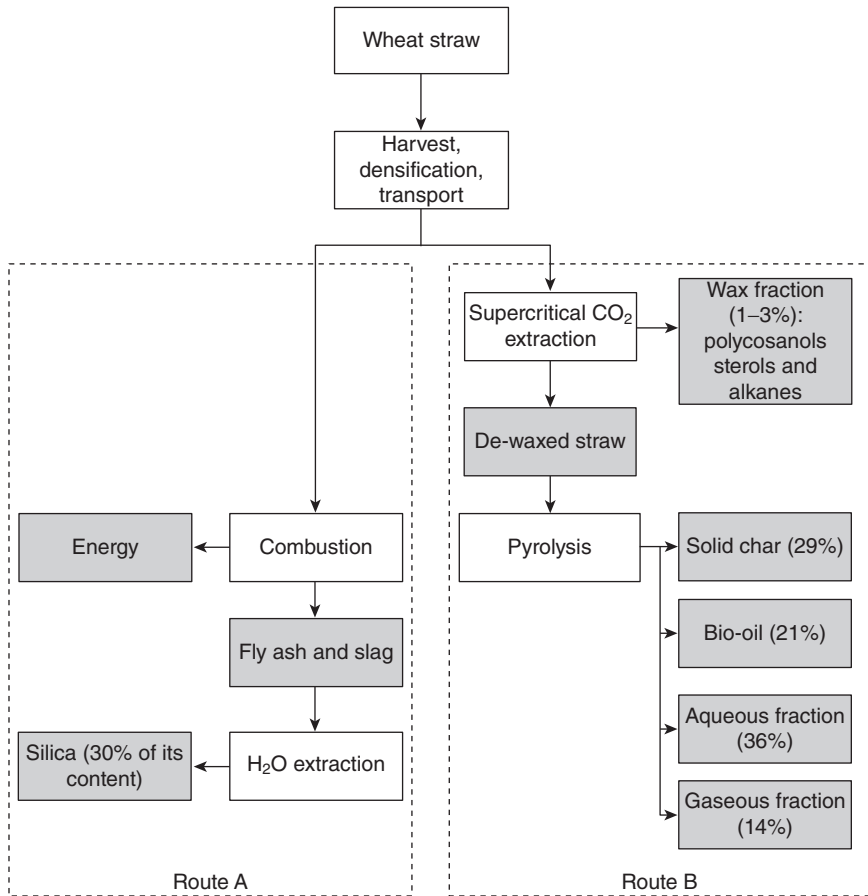 Wheat straw
Harvest,
densification,
transport
Supercritical CO₂
extraction
Wax fraction
(1–3%):
polycosanols
sterols and
alkanes
De-waxed straw
Energy
Combustion
Pyrolysis
Solid char (29%)
Fly ash and slag
Bio-oil (21%)
Silica (30% of its
content)
H₂O extraction
Aqueous fraction
(36%)
Gaseous fraction
(14%)
Route A
Route B